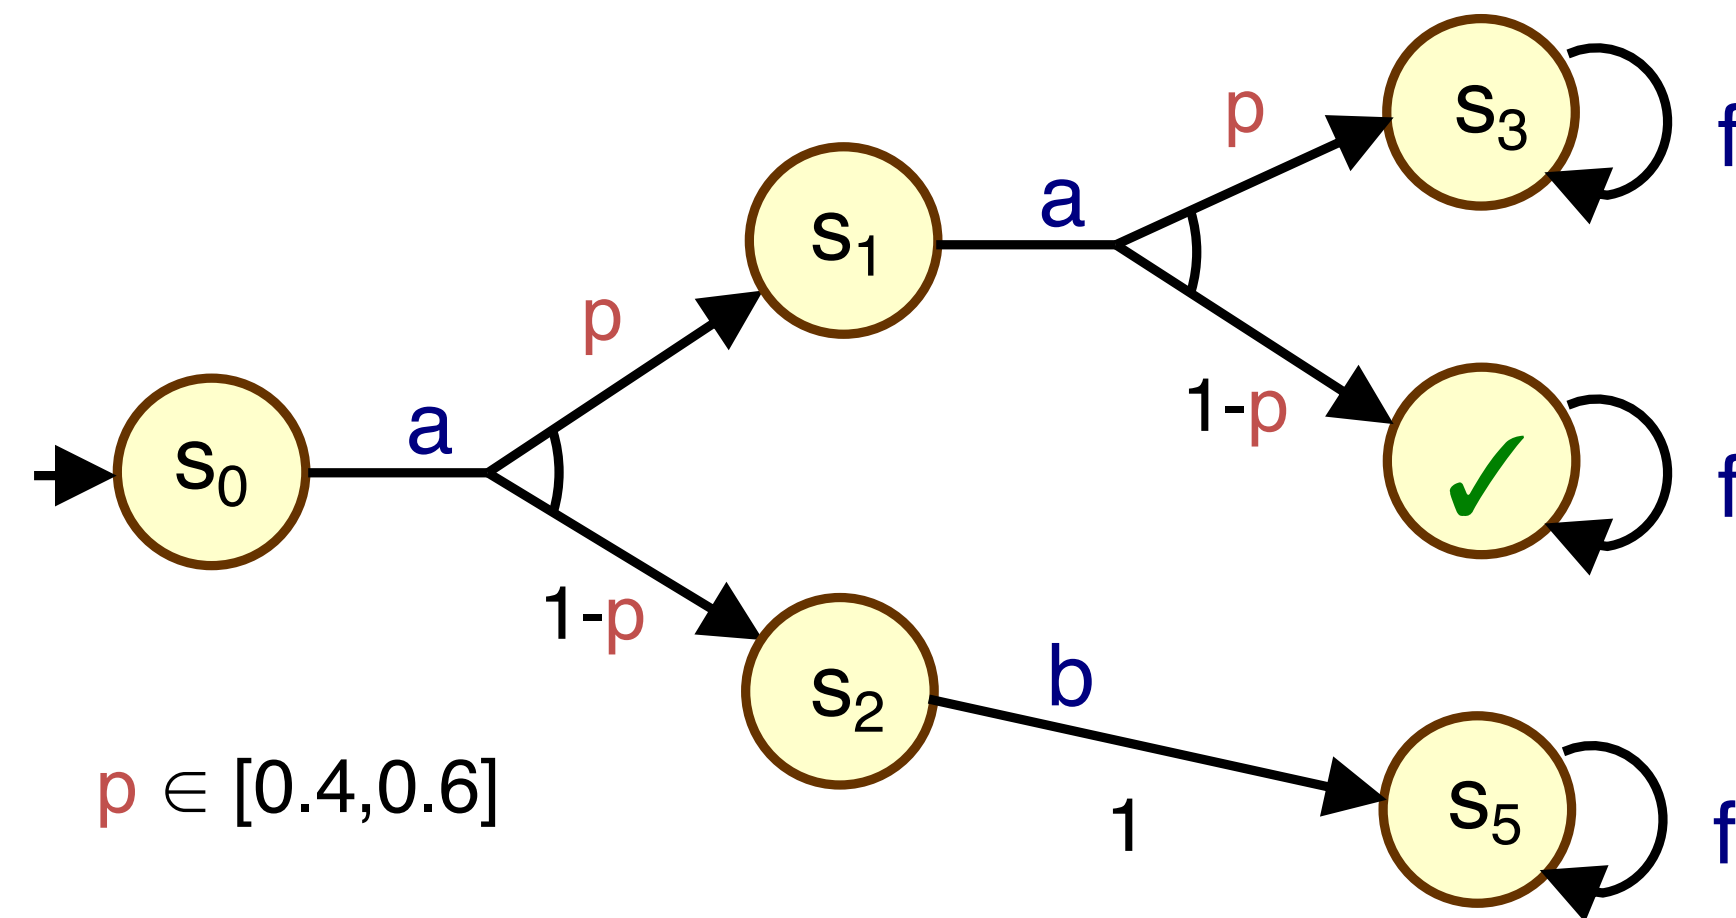 p
s₃
f
a
s₁
p
1-p
a
s₀
✓
f
1-p
b
s₂
p ∈ [0.4,0.6]
1
s₅
f